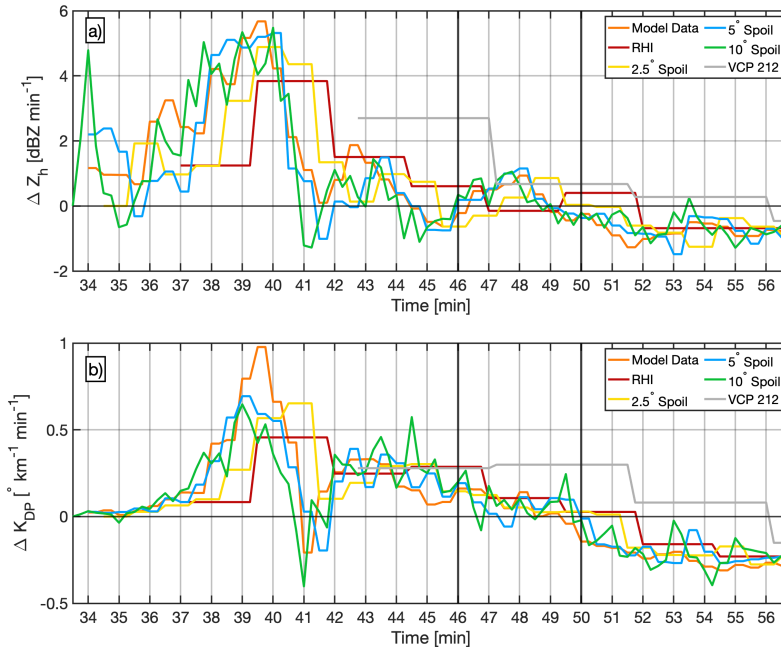 a)
Model Data
RHI
2.5° Spoil
5° Spoil
10° Spoil
VCP 212
6
4
2
0
-2
Δ Z_h [dBZ min⁻¹]
34 35 36 37 38 39 40 41 42 43 44 45 46 47 48 49 50 51 52 53 54 55 56
Time [min]
b)
Model Data
RHI
2.5° Spoil
5° Spoil
10° Spoil
VCP 212
1
0.5
0
-0.5
Δ K_DP [° km⁻¹ min⁻¹]
34 35 36 37 38 39 40 41 42 43 44 45 46 47 48 49 50 51 52 53 54 55 56
Time [min]